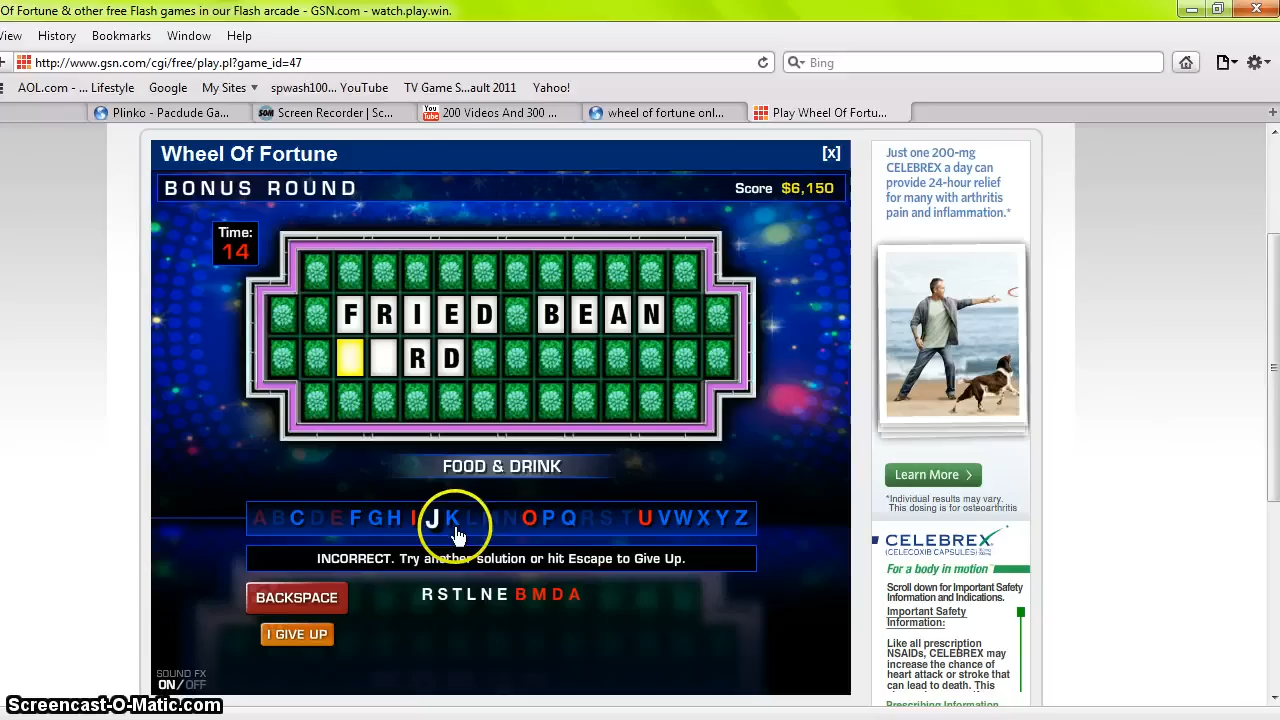 Of Fortune & other free Flash games in our Flash arcade - GSN.com - watch.play.win.
View History Bookmarks Window Help
http://www.gsn.com/cgi/free/play.pl?game_id=47
Bing
AOL.com - ... Lifestyle Google My Sites spwash100... YouTube TV Game S...ault 2011 Amazon Yahoo!
Plinko - Pacdude Ga... Screen Recorder | Sc... You Tube 200 Videos And 300 ... wheel of fortune onl... Play Wheel Of Fortu...
Wheel Of Fortune [x]
BONUS ROUND Score $6,150
Time:
14
FRIED BEAN
RD
FOOD & DRINK
A B C D E F G H I J K L M N O P Q R S T U V W X Y Z
INCORRECT. Try another solution or hit Escape to Give Up.
BACKSPACE
RSTLNE BMDA
I GIVE UP
SOUND FX
ON/OFF
Just one 200-mg
CELEBREX a day can
provide 24-hour relief
for many with arthritis
pain and inflammation.*
Learn More >
*Individual results may vary.
This dosing for osteoarthritis
CELEBREX
(CELECOXIB CAPSULES)
For a body in motion™
Scroll down for Important Safety
Information and Indications.
Important Safety
Information:
Like all prescription
NSAIDs, CELEBREX may
increase the chance of
heart attack or stroke that
can lead to death. This
Prescribing Information
Screencast-O-Matic.com